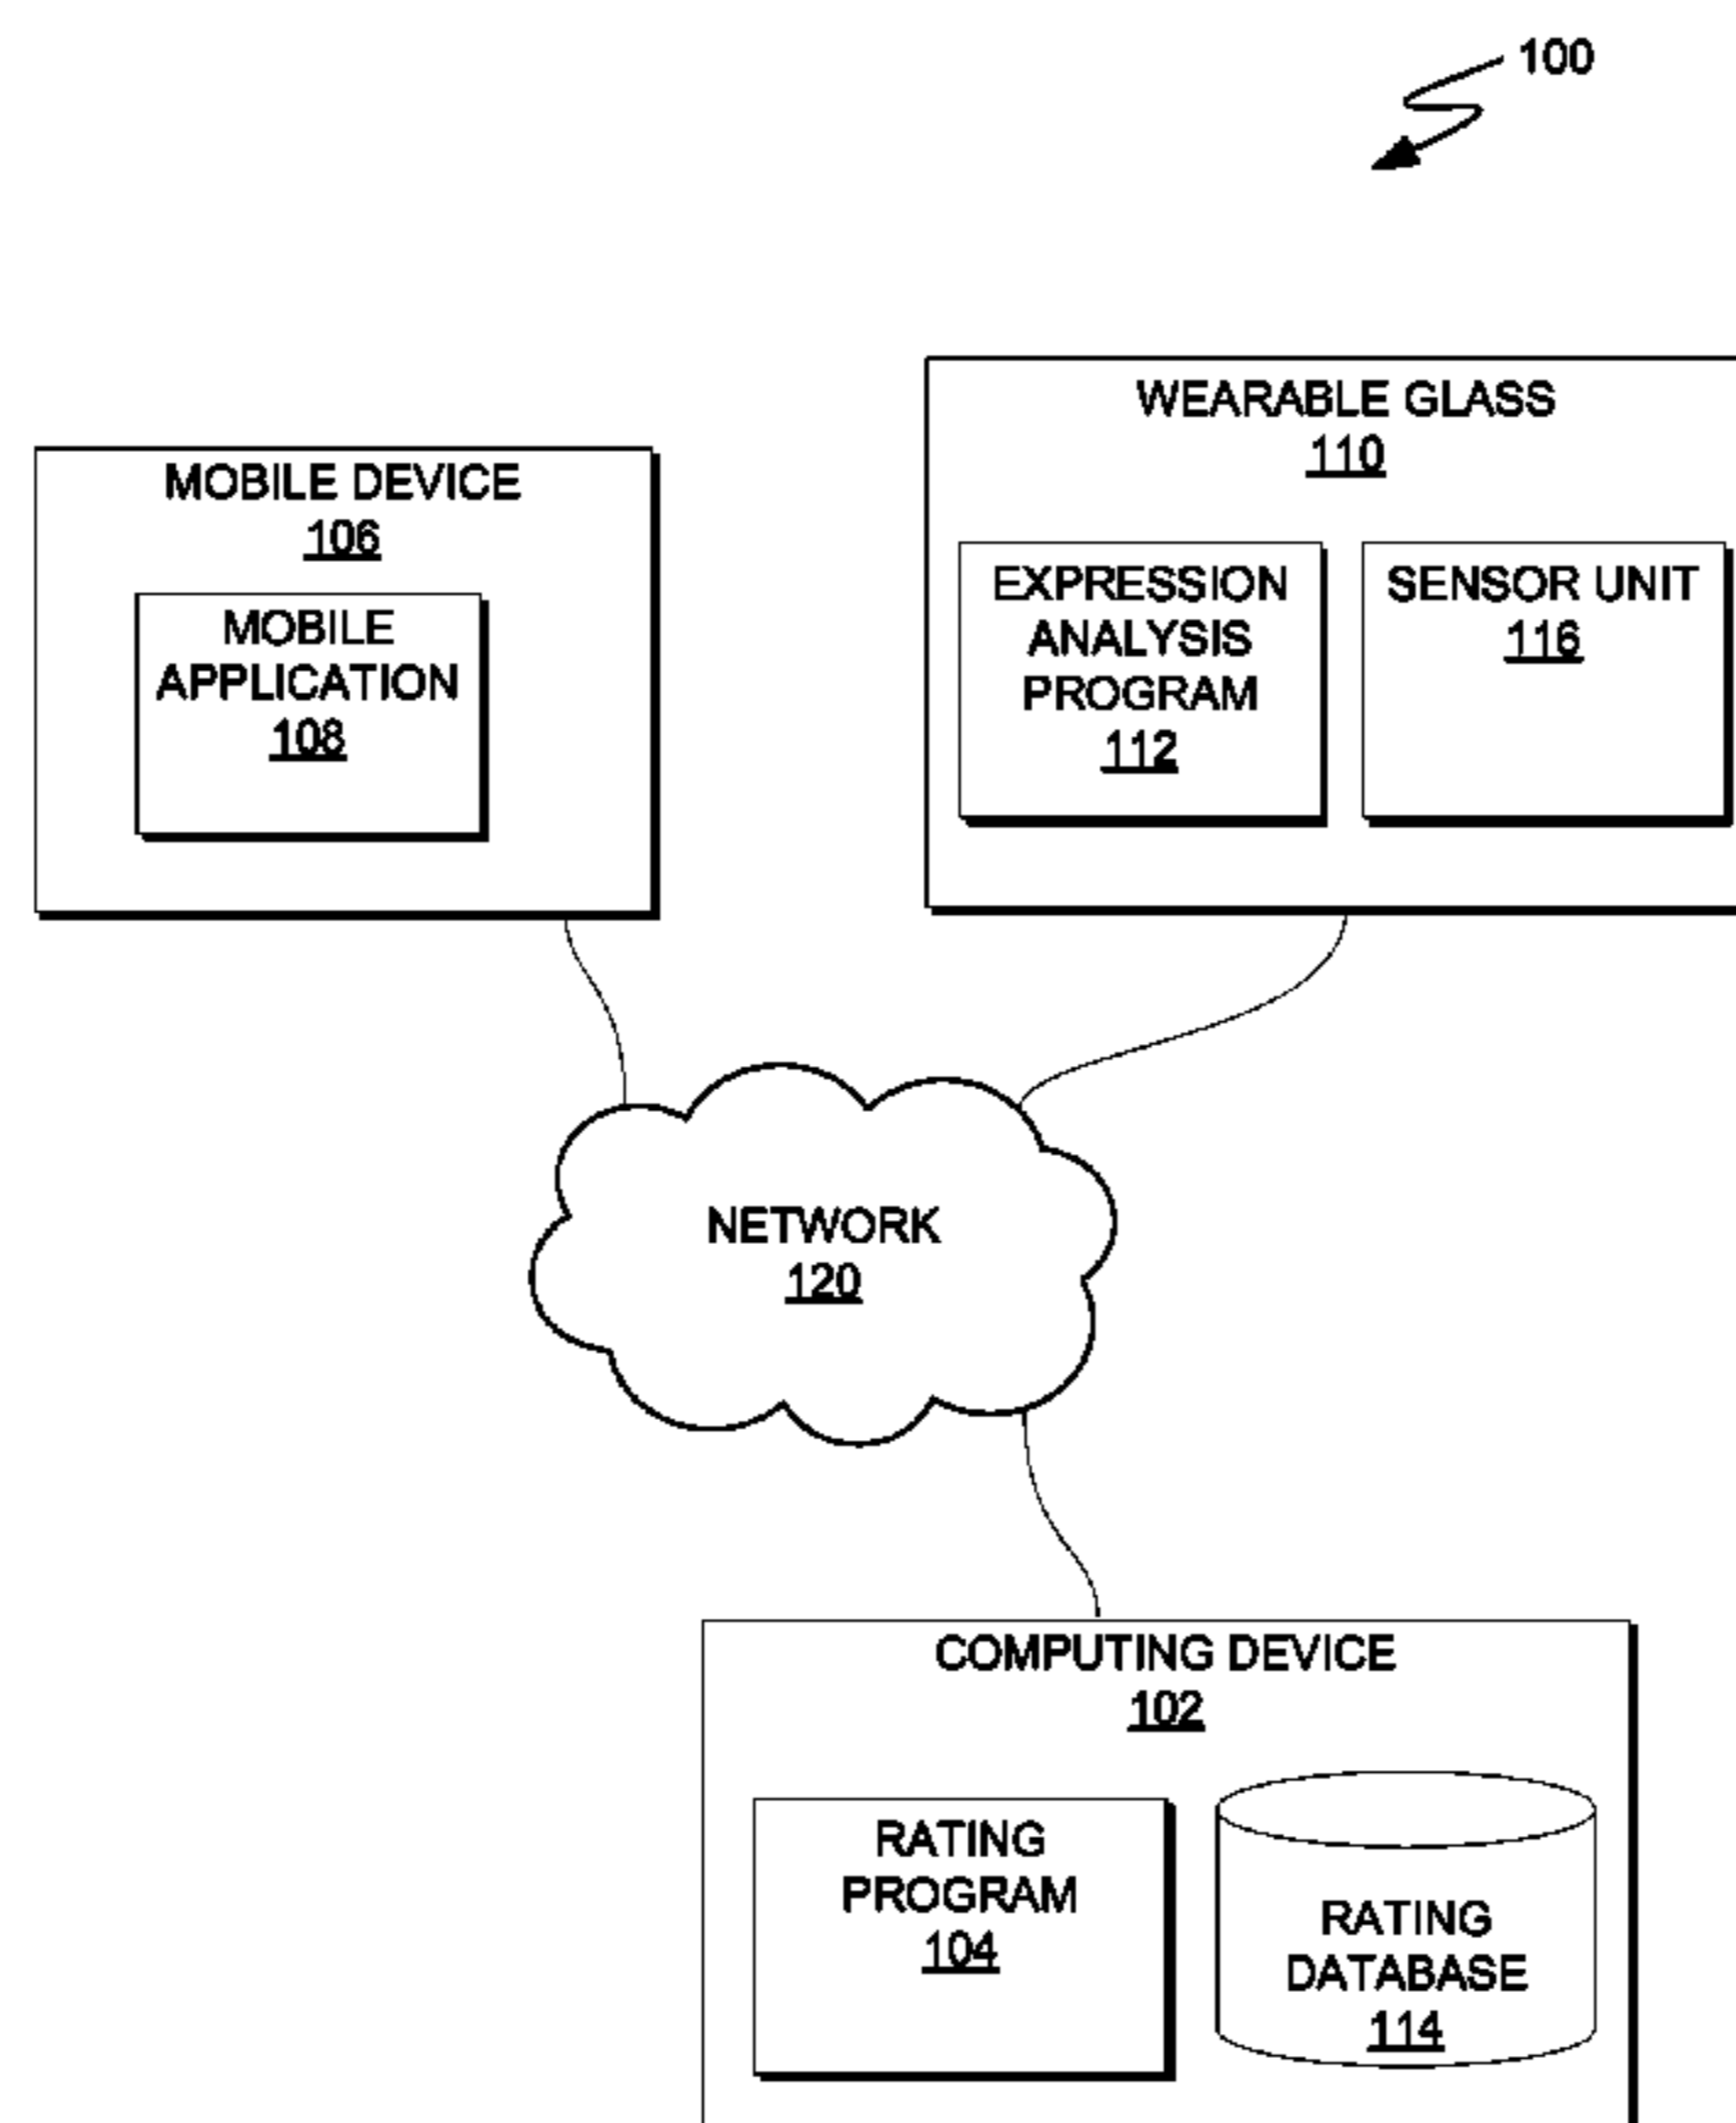 100
WEARABLE GLASS
110
MOBILE DEVICE
106
EXPRESSION
ANALYSIS
PROGRAM
112
SENSOR UNIT
116
MOBILE
APPLICATION
108
NETWORK
120
COMPUTING DEVICE
102
RATING
PROGRAM
104
RATING
DATABASE
114